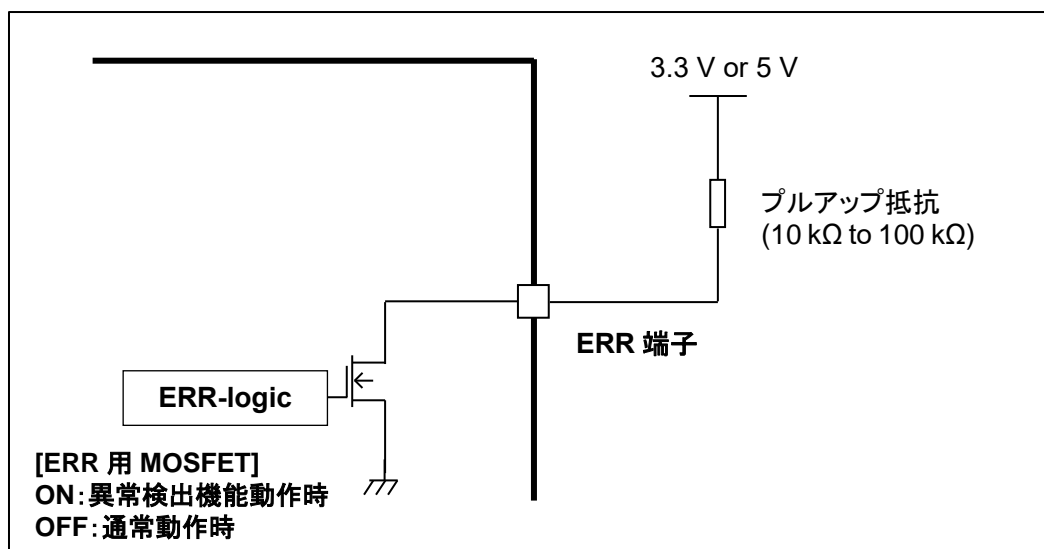 3.3 V or 5 V
プルアップ抵抗
(10 kΩ to 100 kΩ)
ERR 端子
ERR-logic
[ERR 用 MOSFET]
ON：異常検出機能動作時
OFF：通常動作時